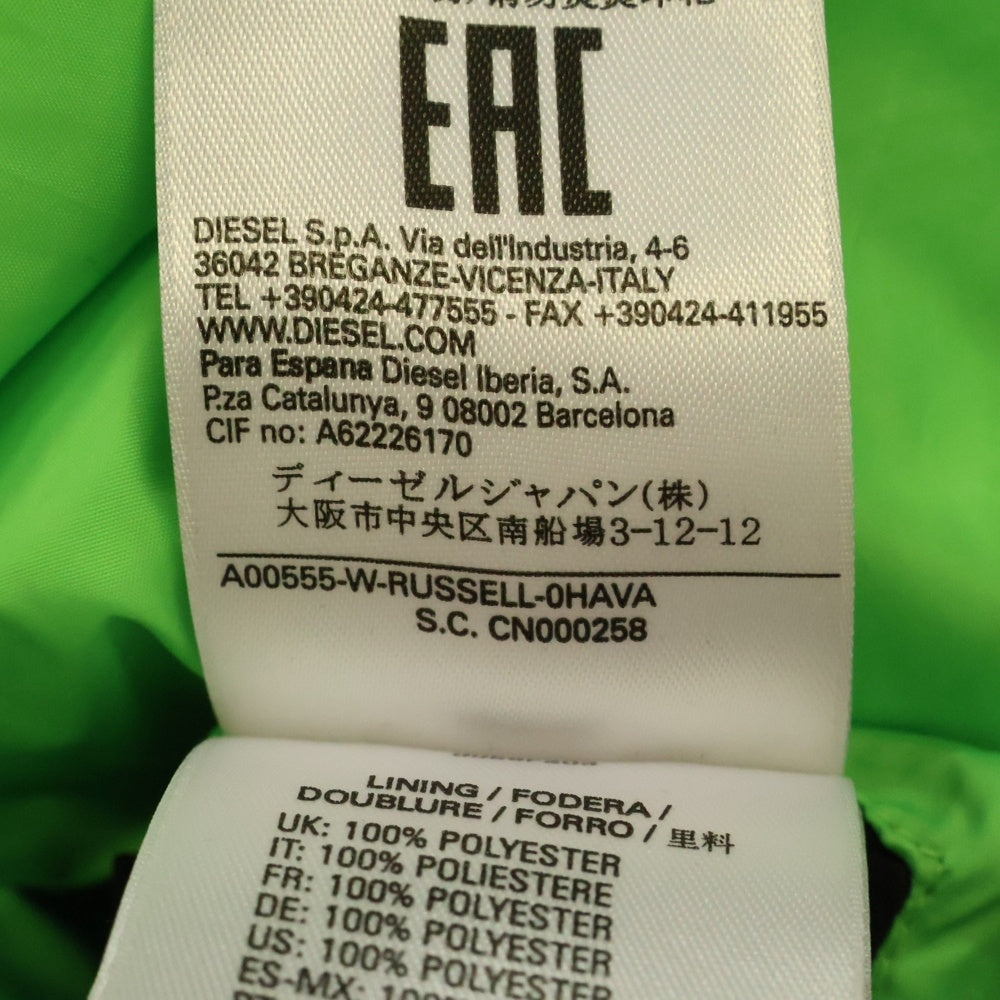 EAC
DIESEL S.p.A. Via dell'Industria, 4-6
36042 BREGANZE-VICENZA-ITALY
TEL +390424-477555 - FAX +390424-411955
WWW.DIESEL.COM
Para Espana Diesel Iberia, S.A.
P.za Catalunya, 9 08002 Barcelona
CIF no: A62226170
ディーゼルジャパン(株)
大阪市中央区南船場3-12-12
A00555-W-RUSSELL-0HAVA
S.C. CN000258
LINING / FODERA /
DOUBLURE / FORRO / 里料
UK: 100% POLYESTER
IT: 100% POLIESTERE
FR: 100% POLYESTER
DE: 100% POLYESTER
US: 100% POLYESTER
ES-MX: 100% POLYESTER